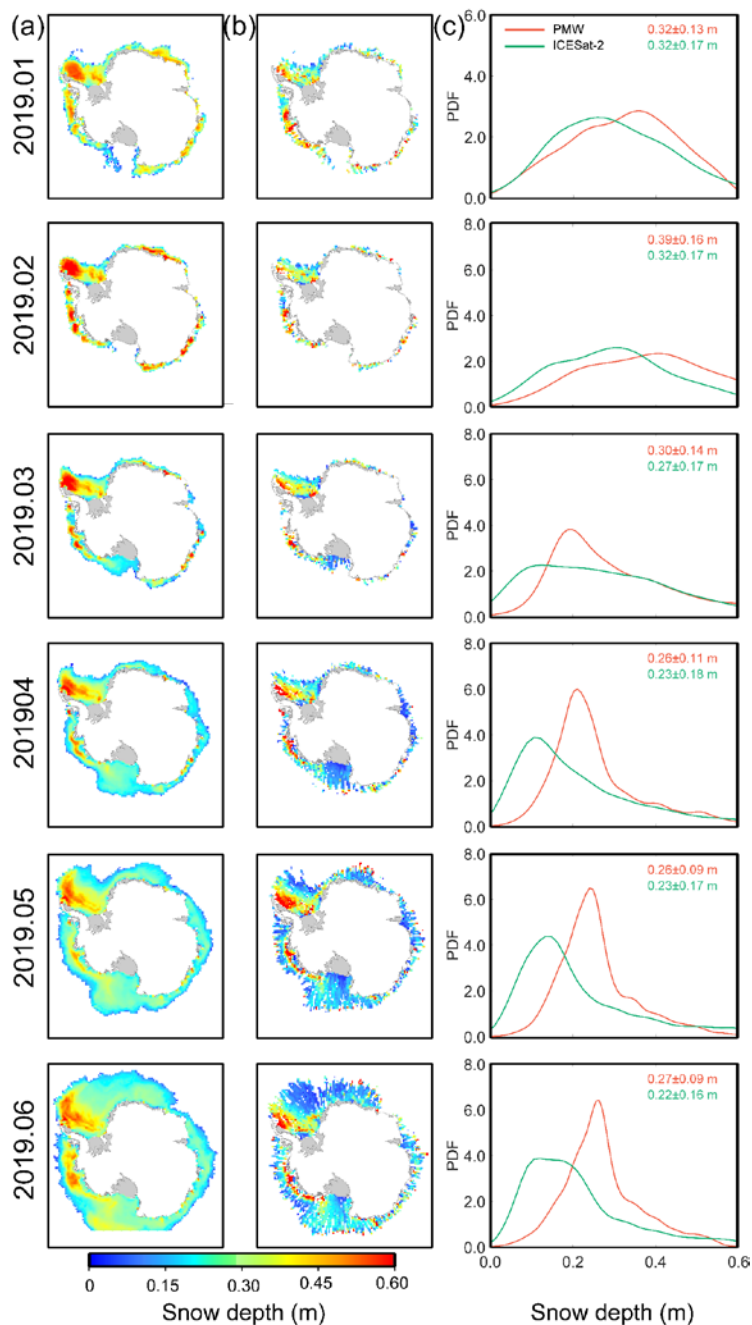 (a) (b) (c)
2019.01
8.0
6.0
4.0
2.0
0.0
PDF
PMW
ICESat-2
0.32±0.13 m
0.32±0.17 m
2019.02
8.0
6.0
4.0
2.0
0.0
PDF
0.39±0.16 m
0.32±0.17 m
2019.03
8.0
6.0
4.0
2.0
0.0
PDF
0.30±0.14 m
0.27±0.17 m
201904
8.0
6.0
4.0
2.0
0.0
PDF
0.26±0.11 m
0.23±0.18 m
2019.05
8.0
6.0
4.0
2.0
0.0
PDF
0.26±0.09 m
0.23±0.17 m
2019.06
8.0
6.0
4.0
2.0
0.0
PDF
0.27±0.09 m
0.22±0.16 m
0.0 0.2 0.4 0.6
0 0.15 0.30 0.45 0.60
Snow depth (m) Snow depth (m)